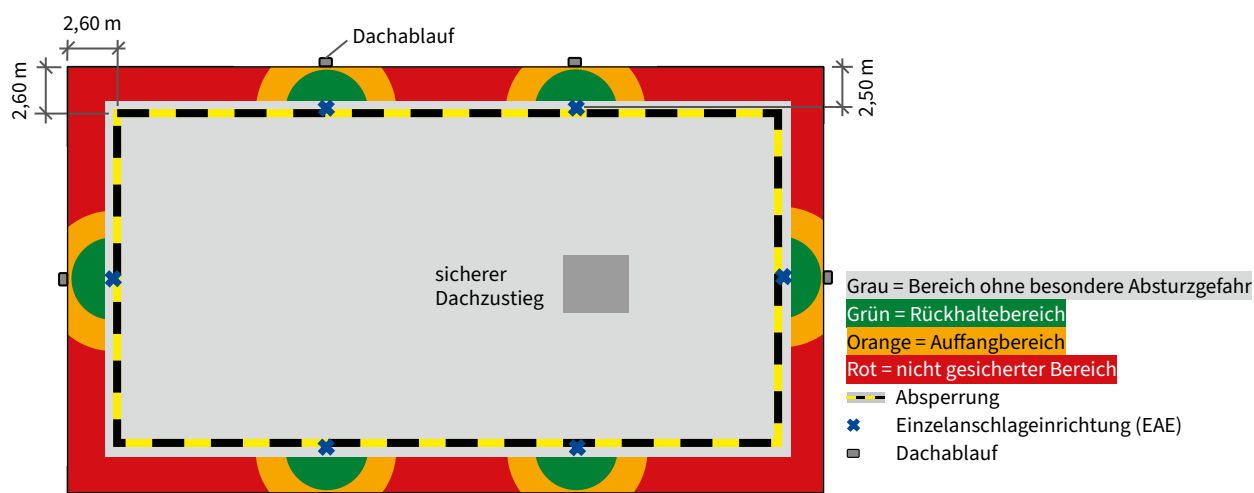 2,60 m
Dachablauf
2,60 m
2,50 m
sicherer
Dachzustieg
Grau = Bereich ohne besondere Absturzgefahr
Grün = Rückhaltebereich
Orange = Auffangbereich
Rot = nicht gesicherter Bereich
Absperrung
Einzelanschlageinrichtung (EAE)
Dachablauf